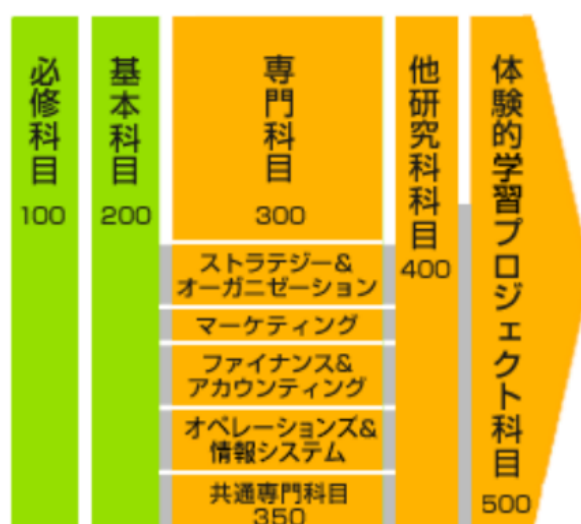 必修科目
100
基本科目
200
専門科目
300
ストラテジー&
オーガニゼーション
マーケティング
ファイナンス&
アカウンティング
オペレーションズ&
情報システム
共通専門科目
350
他研究科科目
400
体験的学習プロジェクト科目
500